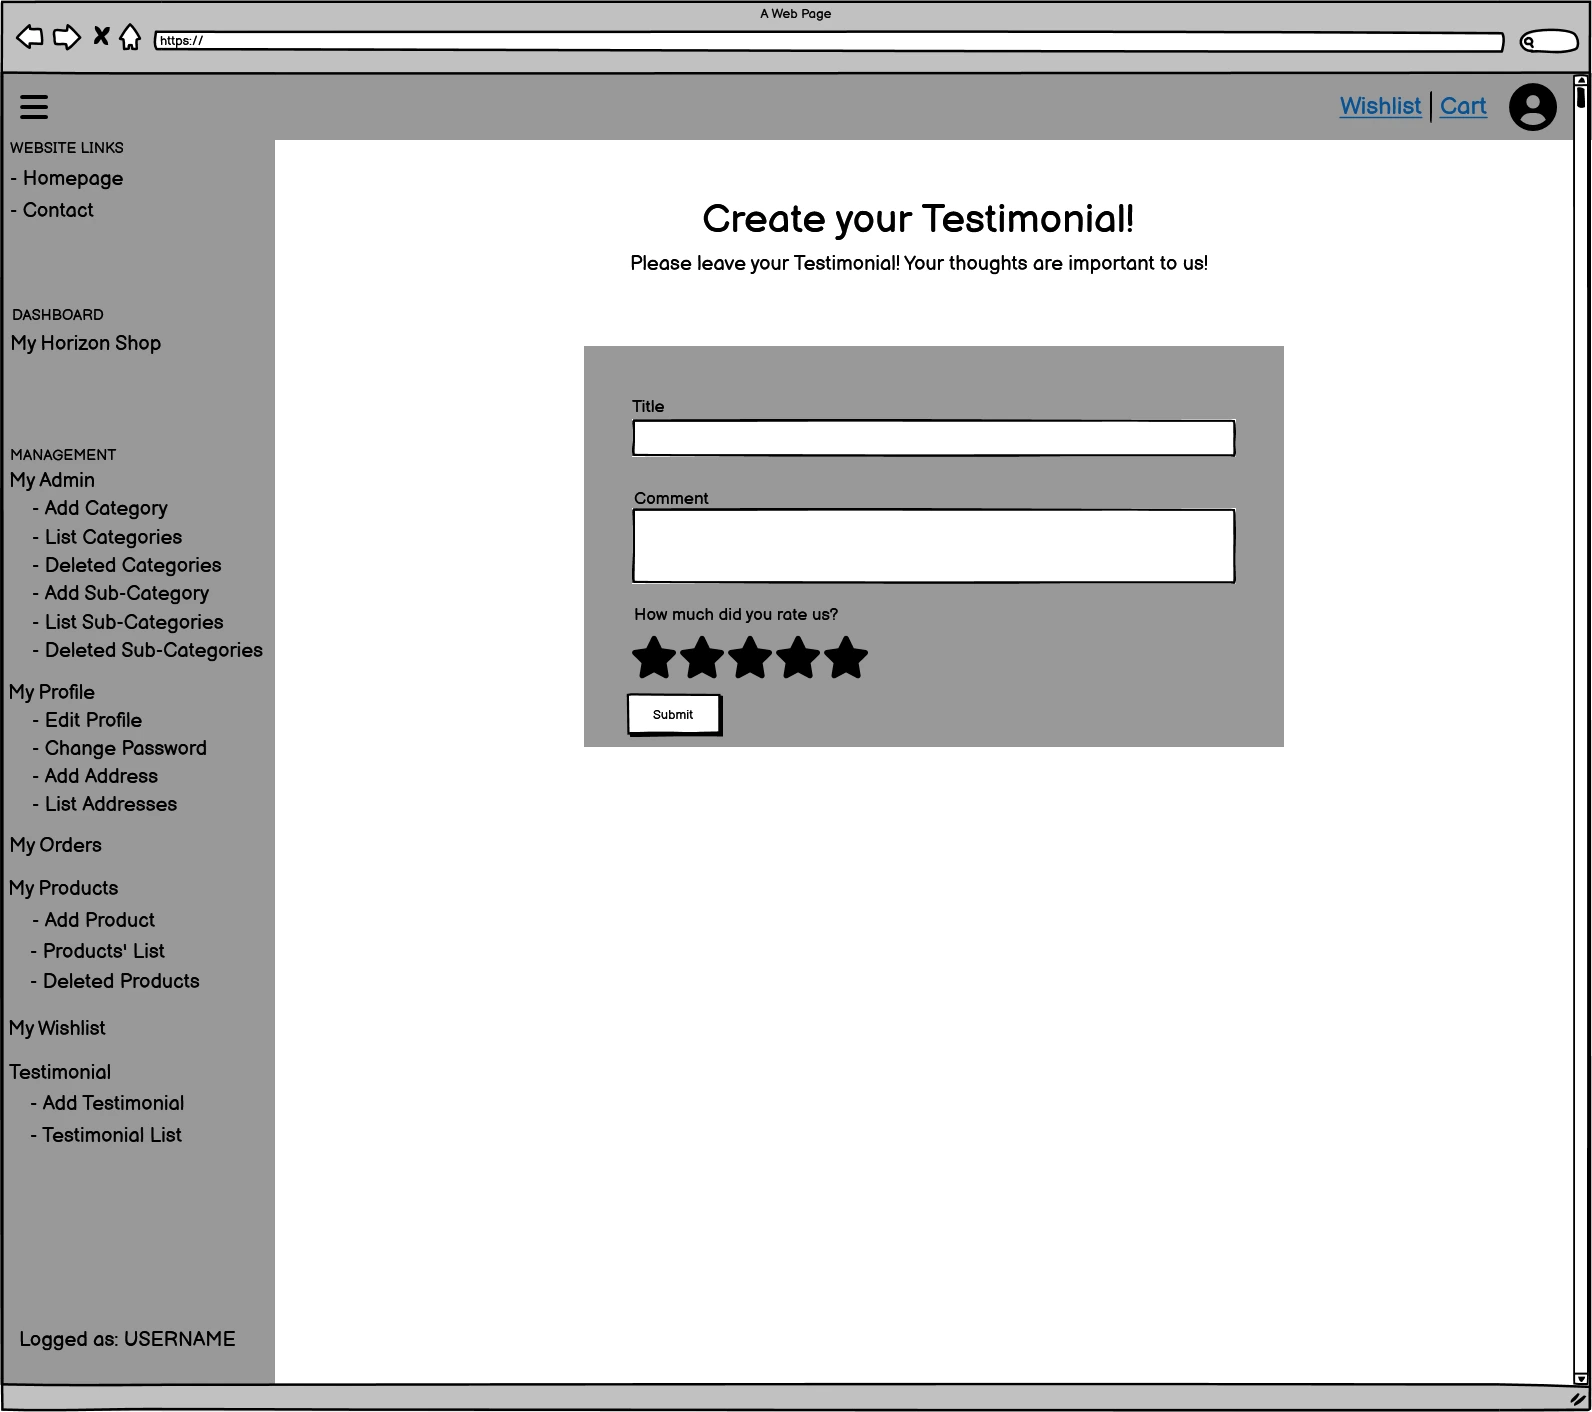 A Web Page
https://
Wishlist | Cart
WEBSITE LINKS
- Homepage
- Contact
DASHBOARD
My Horizon Shop
MANAGEMENT
My Admin
- Add Category
- List Categories
- Deleted Categories
- Add Sub-Category
- List Sub-Categories
- Deleted Sub-Categories
My Profile
- Edit Profile
- Change Password
- Add Address
- List Addresses
My Orders
My Products
- Add Product
- Products' List
- Deleted Products
My Wishlist
Testimonial
- Add Testimonial
- Testimonial List
Logged as: USERNAME
Create your Testimonial!
Please leave your Testimonial! Your thoughts are important to us!
Title
Comment
How much did you rate us?
Submit